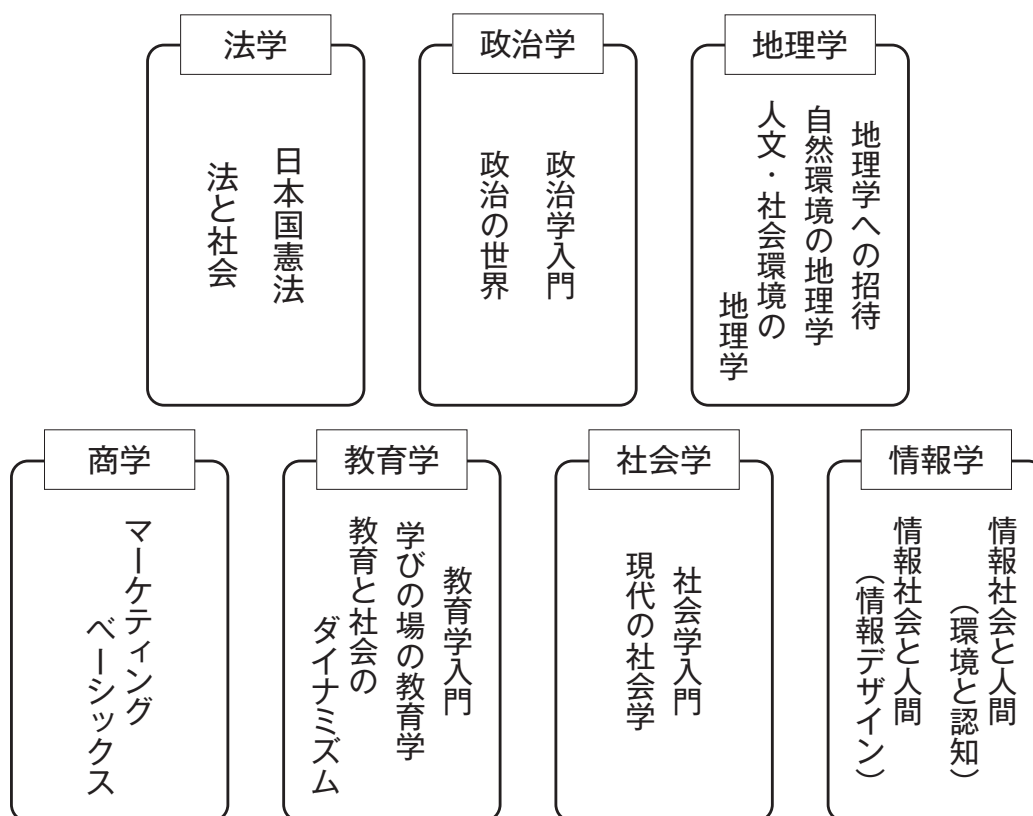 法学
日本国憲法
法と社会
政治学
政治学入門
政治の世界
地理学
地理学への招待
自然環境の地理学
人文・社会環境の
地理学
商学
マーケティング
ベーシックス
教育学
教育学入門
学びの場の教育学
教育と社会の
ダイナミズム
社会学
社会学入門
現代の社会学
情報学
情報社会と人間
（環境と認知）
情報社会と人間
（情報デザイン）